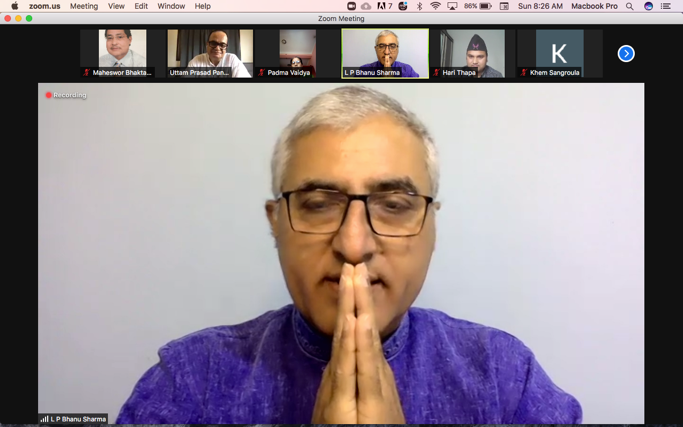 zoom.us Meeting View Edit Window Help
7 86% Sun 8:26 AM Macbook Pro
Zoom Meeting
Maheswor Bhakta...
Uttam Prasad Pan...
Padma Vaidya
L P Bhanu Sharma
Hari Thapa
K
Khem Sangroula
Recording
L P Bhanu Sharma